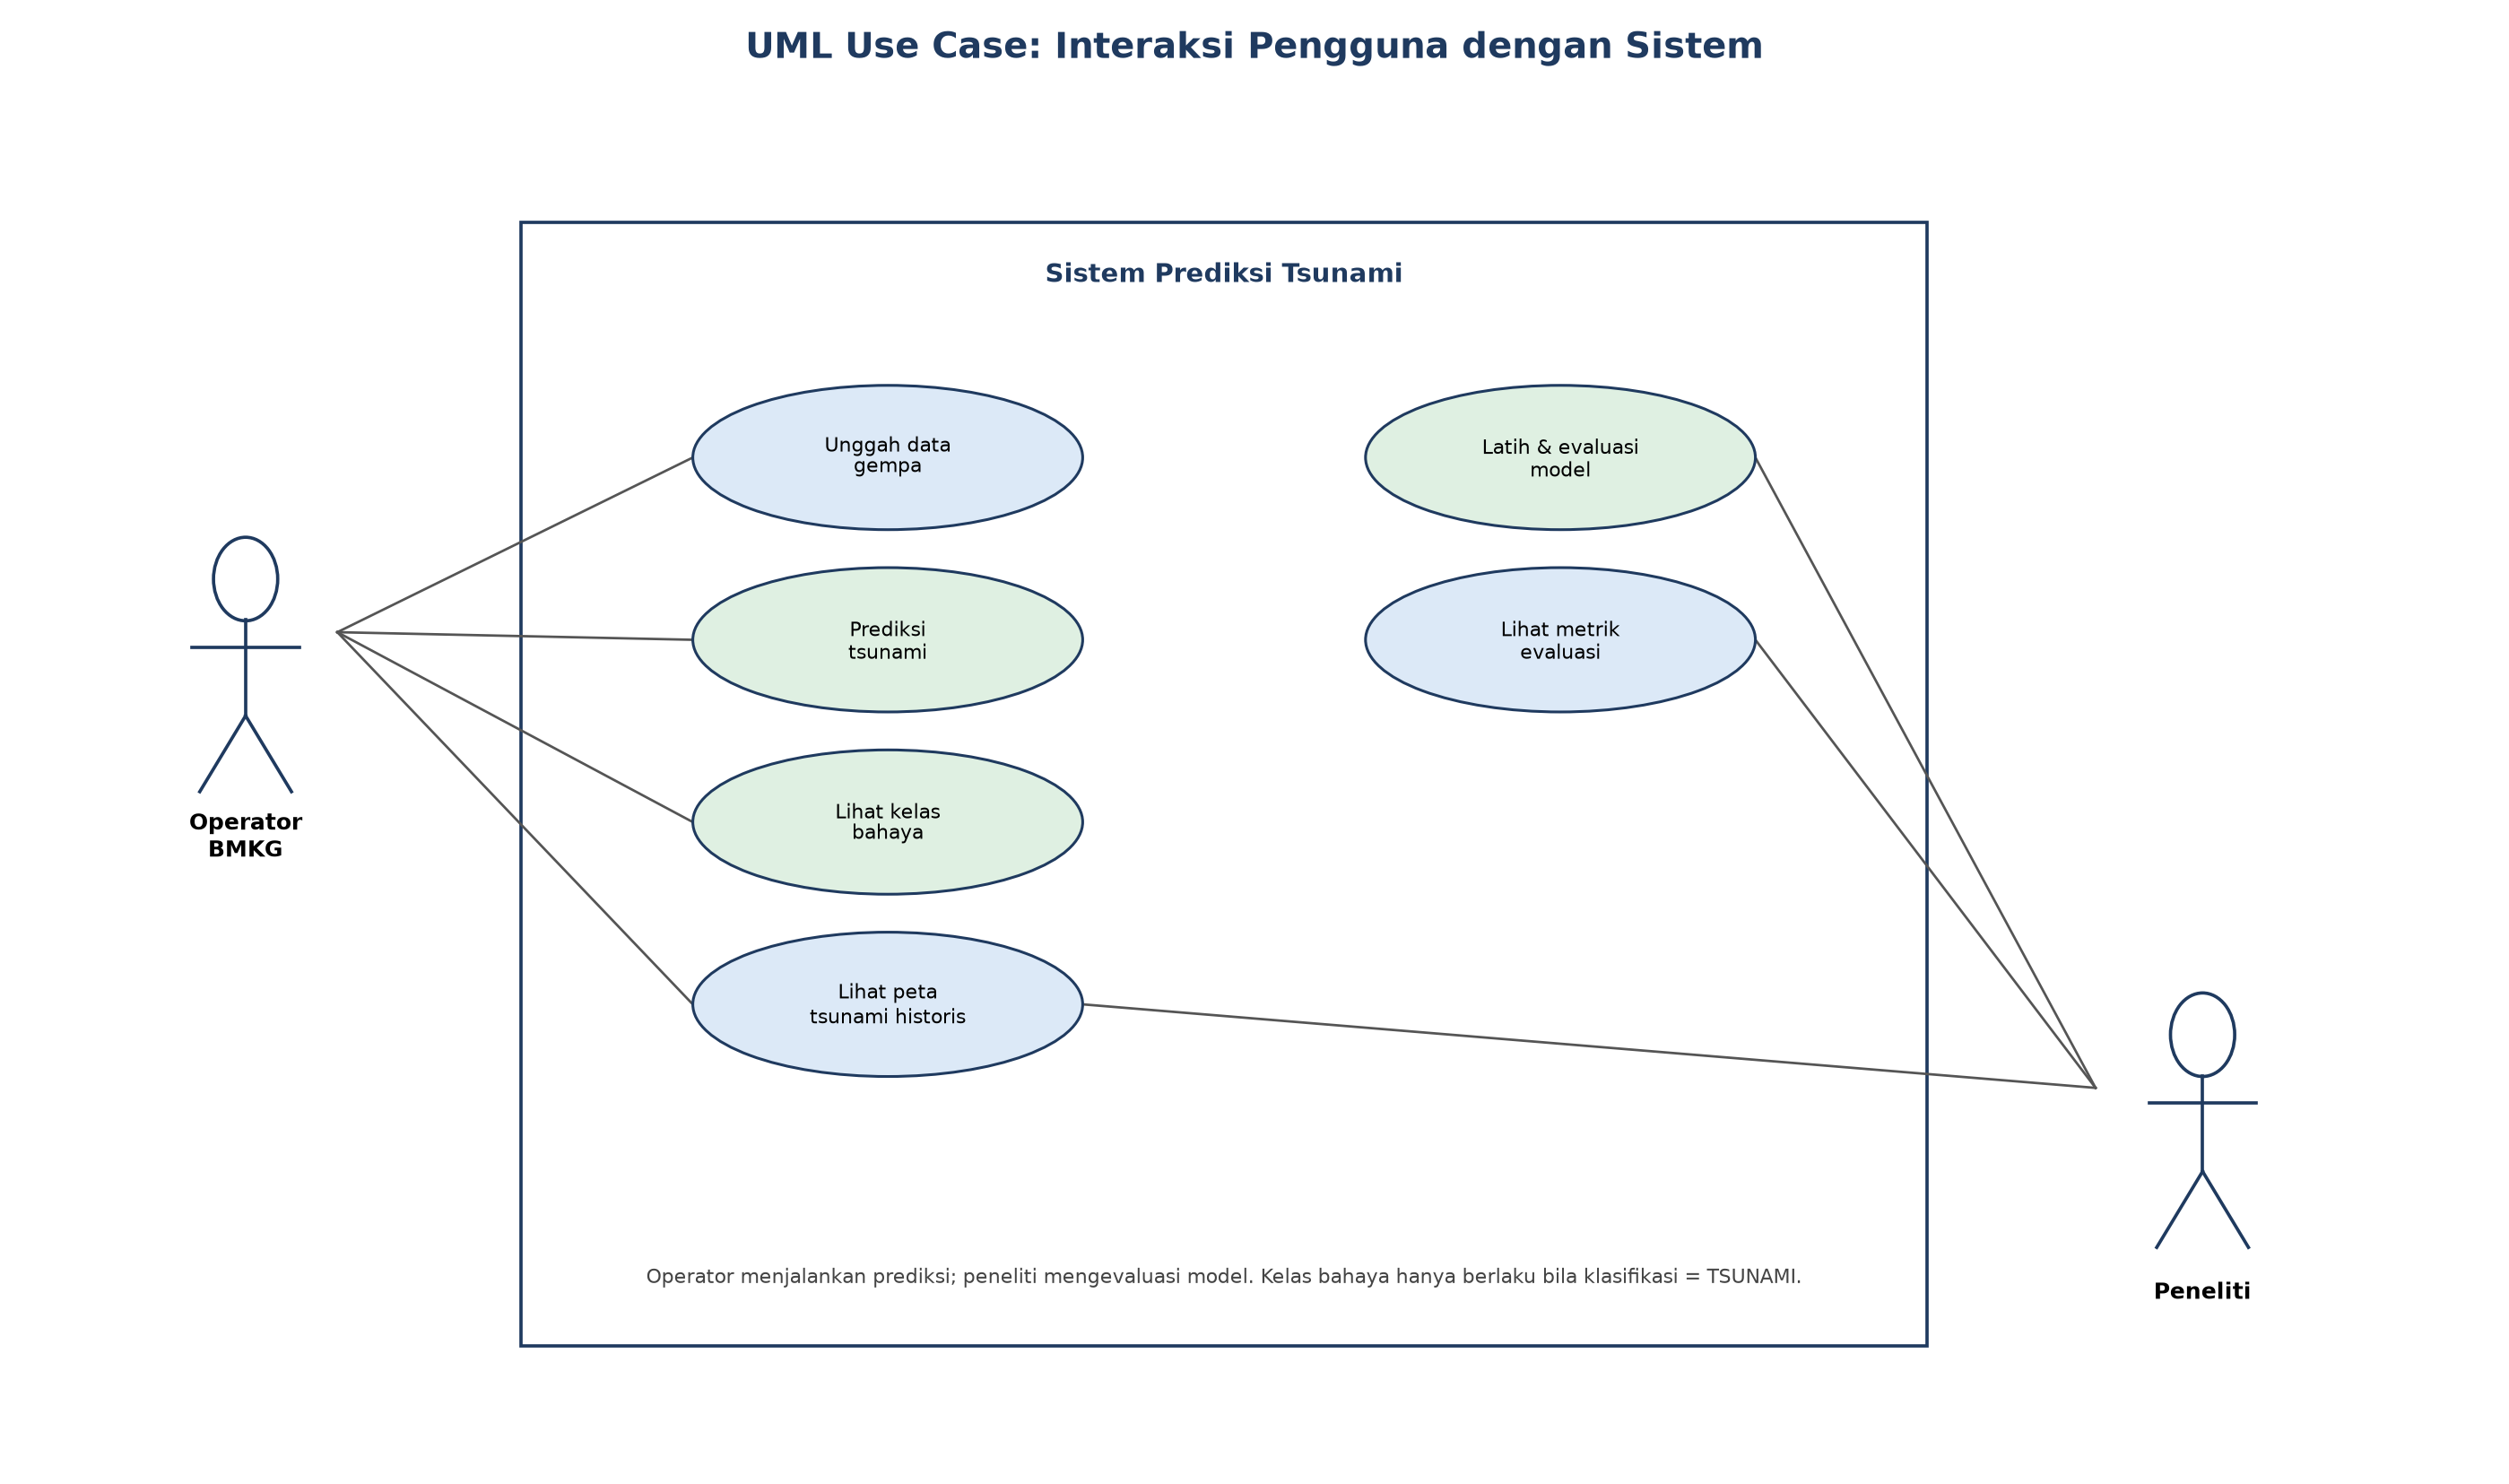 UML Use Case: Interaksi Pengguna dengan Sistem
Sistem Prediksi Tsunami
Unggah data
gempa
Latih & evaluasi
model
Prediksi
tsunami
Lihat metrik
evaluasi
Operator
BMKG
Lihat kelas
bahaya
Lihat peta
tsunami historis
Operator menjalankan prediksi; peneliti mengevaluasi model. Kelas bahaya hanya berlaku bila klasifikasi = TSUNAMI.
Peneliti